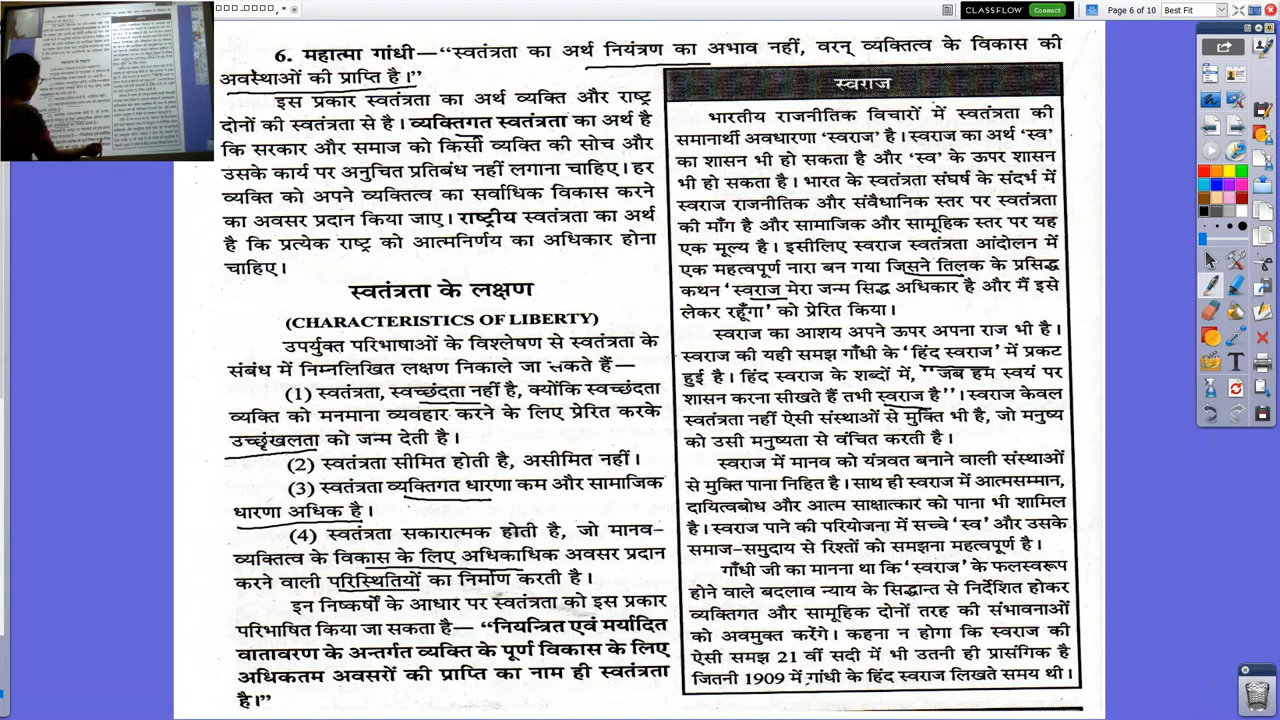 CLASSFLOW Connect
Page 6 of 10
Best Fit
6. महात्मा गांधी—“स्वतंत्रता का अर्थ नियंत्रण का अभाव नहीं, वरन् व्यक्तित्व के विकास की
अवस्थाओं की प्राप्ति है।”
इस प्रकार स्वतंत्रता का अर्थ व्यक्ति और राष्ट्र
दोनों की स्वतंत्रता से है। व्यक्तिगत स्वतंत्रता का अर्थ है
कि सरकार और समाज को किसी व्यक्ति की सोच और
उसके कार्य पर अनुचित प्रतिबंध नहीं लगाना चाहिए। हर
व्यक्ति को अपने व्यक्तित्व का सर्वाधिक विकास करने
का अवसर प्रदान किया जाए। राष्ट्रीय स्वतंत्रता का अर्थ
है कि प्रत्येक राष्ट्र को आत्मनिर्णय का अधिकार होना
चाहिए।
स्वतंत्रता के लक्षण
(CHARACTERISTICS OF LIBERTY)
उपर्युक्त परिभाषाओं के विश्लेषण से स्वतंत्रता के
संबंध में निम्नलिखित लक्षण निकाले जा सकते हैं—
(1) स्वतंत्रता, स्वच्छंदता नहीं है, क्योंकि स्वच्छंदता
व्यक्ति को मनमाना व्यवहार करने के लिए प्रेरित करके
उच्छृंखलता को जन्म देती है।
(2) स्वतंत्रता सीमित होती है, असीमित नहीं।
(3) स्वतंत्रता व्यक्तिगत धारणा कम और सामाजिक
धारणा अधिक है।
(4) स्वतंत्रता सकारात्मक होती है, जो मानव-
व्यक्तित्व के विकास के लिए अधिकाधिक अवसर प्रदान
करने वाली परिस्थितियों का निर्माण करती है।
इन निष्कर्षों के आधार पर स्वतंत्रता को इस प्रकार
परिभाषित किया जा सकता है— “नियन्त्रित एवं मर्यादित
वातावरण के अन्तर्गत व्यक्ति के पूर्ण विकास के लिए
अधिकतम अवसरों की प्राप्ति का नाम ही स्वतंत्रता
है।”
भारतीय राजनीतिक विचारों में स्वतंत्रता की
समानार्थी अवधारणा ‘स्वराज’ है। स्वराज का अर्थ ‘स्व’
का शासन भी हो सकता है और ‘स्व’ के ऊपर शासन
भी हो सकता है। भारत के स्वतंत्रता संघर्ष के संदर्भ में
स्वराज राजनीतिक और संवैधानिक स्तर पर स्वतंत्रता
की माँग है और सामाजिक और सामूहिक स्तर पर यह
एक मूल्य है। इसीलिए स्वराज स्वतंत्रता आंदोलन में
एक महत्वपूर्ण नारा बन गया जिसने तिलक के प्रसिद्ध
कथन ‘स्वराज मेरा जन्म सिद्ध अधिकार है और मैं इसे
लेकर रहूँगा’ को प्रेरित किया।
स्वराज का आशय अपने ऊपर अपना राज भी है।
स्वराज की यही समझ गाँधी के ‘हिंद स्वराज’ में प्रकट
हुई है। हिंद स्वराज के शब्दों में, “जब हम स्वयं पर
शासन करना सीखते हैं तभी स्वराज है”। स्वराज केवल
स्वतंत्रता नहीं ऐसी संस्थाओं से मुक्ति भी है, जो मनुष्य
को उसी मनुष्यता से वंचित करती है।
स्वराज में मानव को यंत्रवत बनाने वाली संस्थाओं
से मुक्ति पाना निहित है। साथ ही स्वराज में आत्मसम्मान,
दायित्वबोध और आत्म साक्षात्कार को पाना भी शामिल
है। स्वराज पाने की परियोजना में सच्चे ‘स्व’ और उसके
समाज-समुदाय से रिश्तों को समझना महत्वपूर्ण है।
गाँधी जी का मानना था कि ‘स्वराज’ के फलस्वरूप
होने वाले बदलाव न्याय के सिद्धान्त से निर्देशित होकर
व्यक्तिगत और सामूहिक दोनों तरह की संभावनाओं
को अवमुक्त करेंगे। कहना न होगा कि स्वराज की
ऐसी समझ 21 वीं सदी में भी उतनी ही प्रासंगिक है
जितनी 1909 में गांधी के हिंद स्वराज लिखते समय थी।